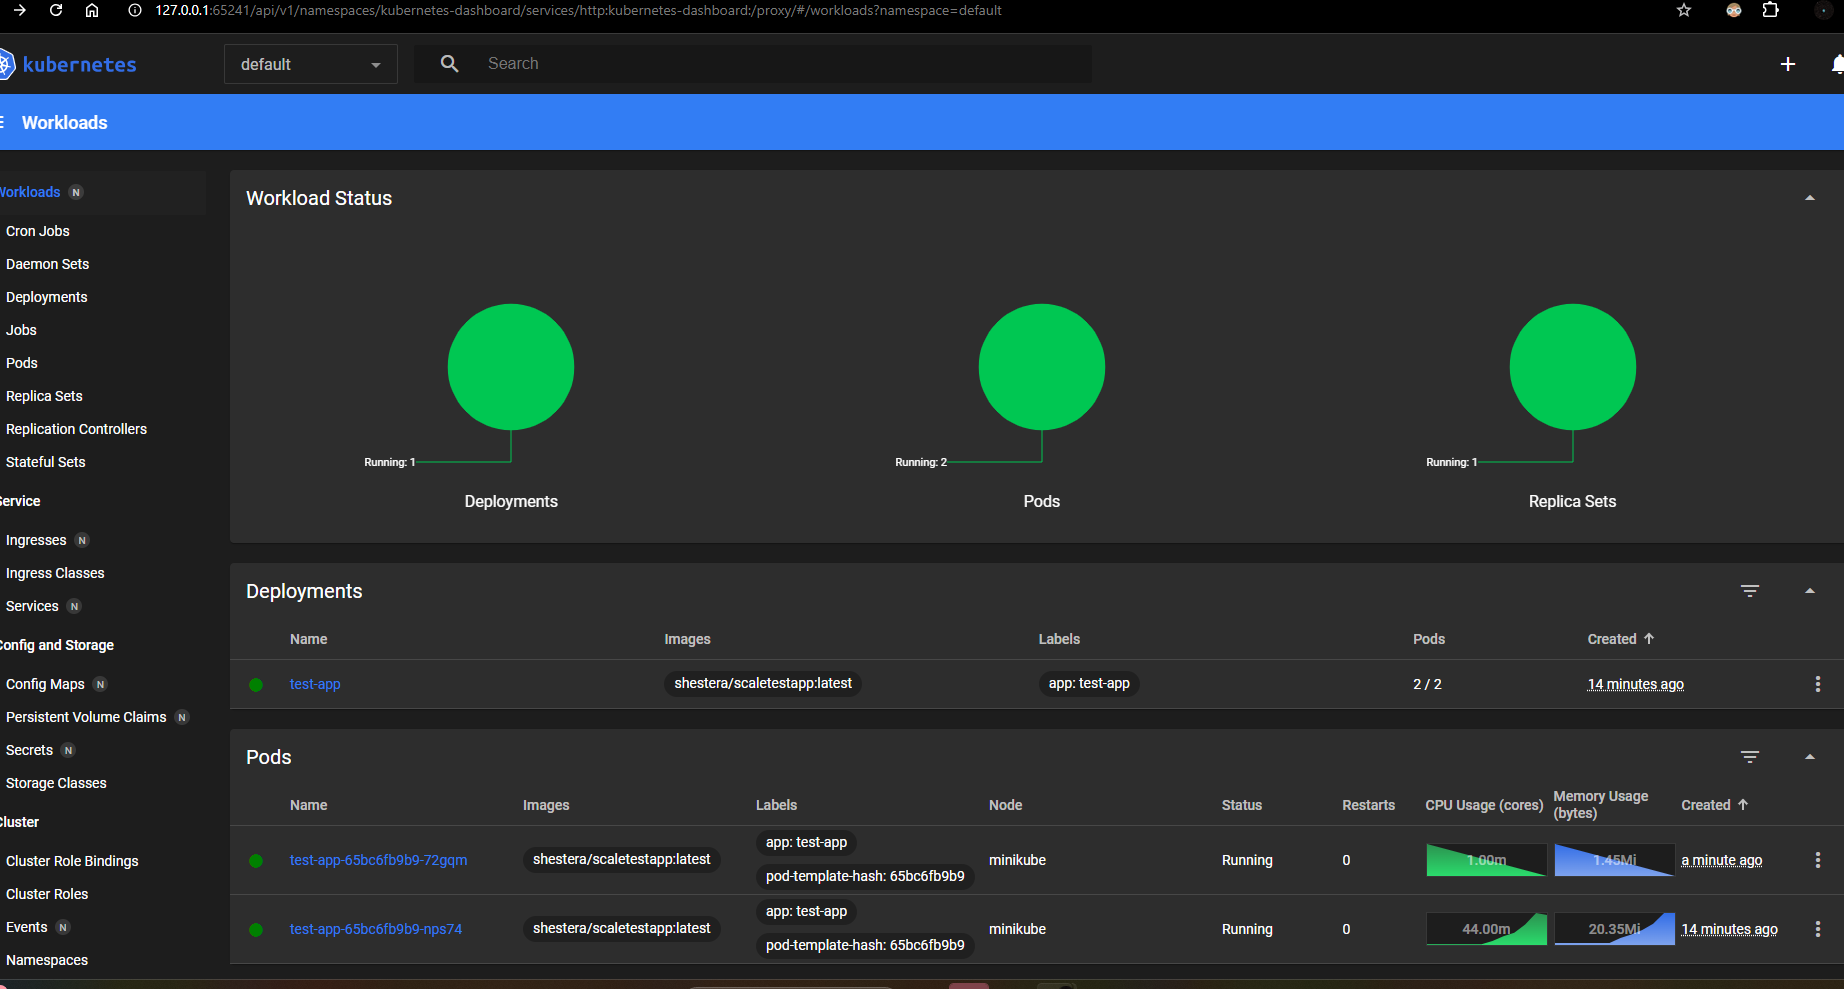 127.0.0.1:65241/api/v1/namespaces/kubernetes-dashboard/services/http:kubernetes-dashboard:/proxy/#/workloads?namespace=default
kubernetes
default
Search
Workloads
Workloads N
Cron Jobs
Daemon Sets
Deployments
Jobs
Pods
Replica Sets
Replication Controllers
Stateful Sets
Service
Ingresses N
Ingress Classes
Services N
Config and Storage
Config Maps N
Persistent Volume Claims N
Secrets N
Storage Classes
Cluster
Cluster Role Bindings
Cluster Roles
Events N
Namespaces
Workload Status
Running: 1
Deployments
Running: 2
Pods
Running: 1
Replica Sets
Deployments
Name Images Labels Pods Created
test-app shestera/scaletestapp:latest app: test-app 2 / 2 14 minutes ago
Pods
Name Images Labels Node Status Restarts CPU Usage (cores) Memory Usage (bytes) Created
app: test-app
test-app-65bc6fb9b9-72gqm shestera/scaletestapp:latest minikube Running 0 1.00m 1.45Mi a minute ago
pod-template-hash: 65bc6fb9b9
app: test-app
test-app-65bc6fb9b9-nps74 shestera/scaletestapp:latest minikube Running 0 44.00m 20.35Mi 14 minutes ago
pod-template-hash: 65bc6fb9b9